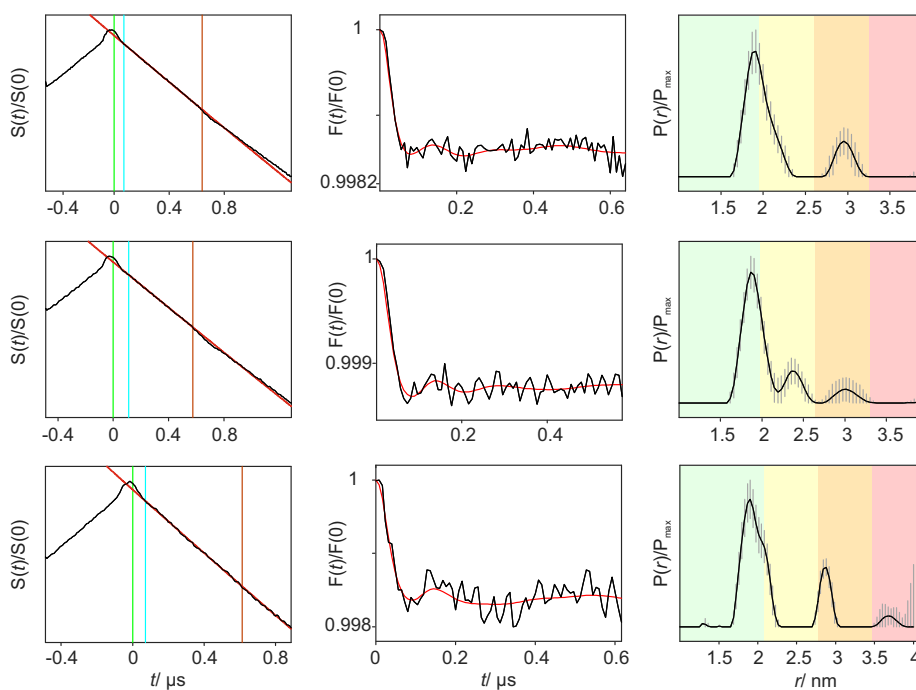 S(t)/S(0)
-0.4 0 0.4 0.8
F(t)/F(0)
1
0.9982
0.2 0.4 0.6
P(r)/Pmax
1 1.5 2 2.5 3 3.5
S(t)/S(0)
-0.4 0 0.4 0.8
F(t)/F(0)
1
0.999
0.2 0.4
P(r)/Pmax
1 1.5 2 2.5 3 3.5
S(t)/S(0)
-0.4 0 0.4 0.8
t/ μs
F(t)/F(0)
1
0.998
0 0.2 0.4 0.6
t/ μs
P(r)/Pmax
1 1.5 2 2.5 3 3.5 4
r/ nm